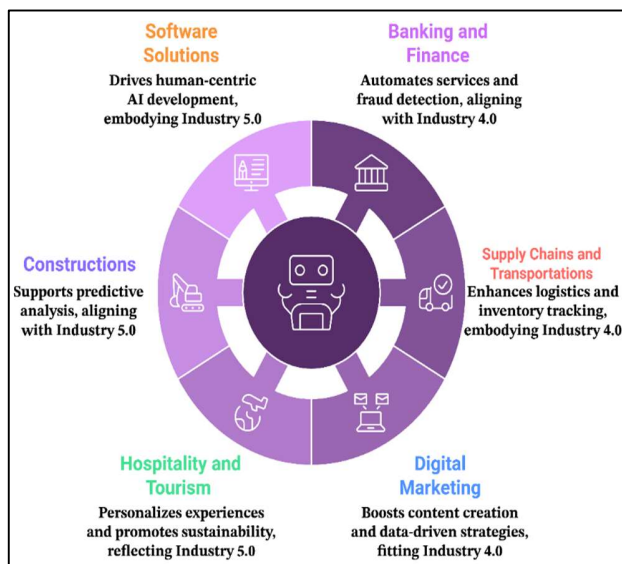 Software
Solutions
Drives human-centric
AI development,
embodying Industry 5.0
Banking and
Finance
Automates services and
fraud detection, aligning
with Industry 4.0
Constructions
Supports predictive
analysis, aligning
with Industry 5.0
Supply Chains and
Transportations
Enhances logistics and
inventory tracking,
embodying Industry 4.0
Hospitality and
Tourism
Personalizes experiences
and promotes sustainability,
reflecting Industry 5.0
Digital
Marketing
Boosts content creation
and data-driven strategies,
fitting Industry 4.0